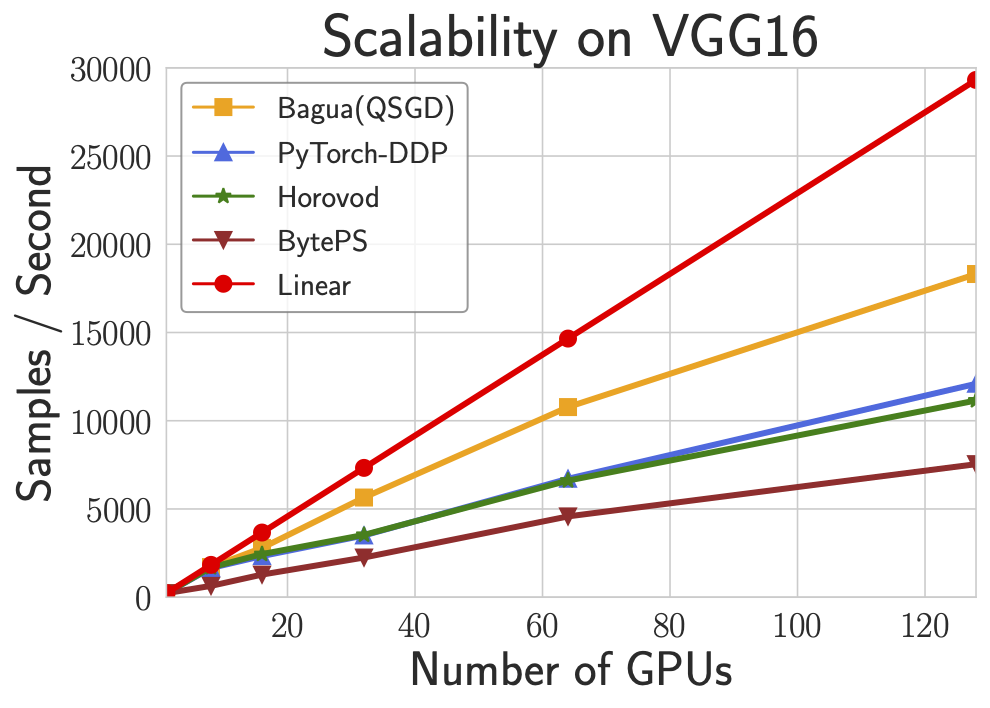 Scalability on VGG16
Samples / Second
30000
25000
20000
15000
10000
5000
0
Bagua(QSGD)
PyTorch-DDP
Horovod
BytePS
Linear
20 40 60 80 100 120
Number of GPUs